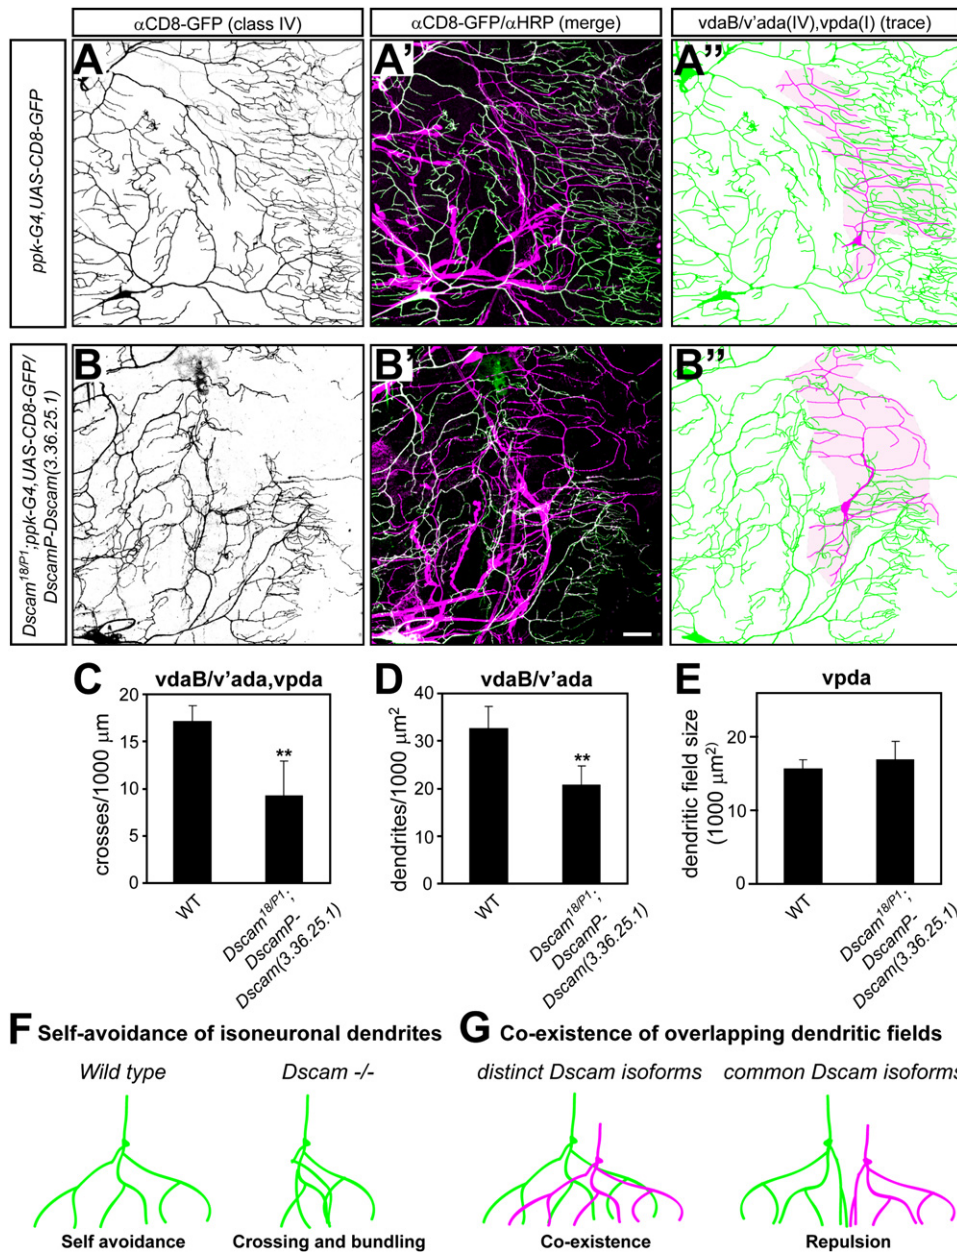 αCD8-GFP (class IV)
αCD8-GFP/αHRP (merge)
vdaB/v'ada(IV),vpda(I) (trace)
ppk-G4,UAS-CD8-GFP
A
A'
A''
Dscam18/P1;ppk-G4,UAS-CD8-GFP/
DscamP-Dscam(3.36.25.1)
B
B'
B''
C
vdaB/v'ada,vpda
crosses/1000 μm
20
15
10
5
0
**
WT
Dscam18/P1;
DscamP-
Dscam(3.36.25.1)
D
vdaB/v'ada
dendrites/1000 μm2
40
30
20
10
0
**
WT
Dscam18/P1;
DscamP-
Dscam(3.36.25.1)
E
vpda
dendritic field size
(1000 μm2)
20
10
0
WT
Dscam18/P1;
DscamP-
Dscam(3.36.25.1)
F Self-avoidance of isoneuronal dendrites
Wild type
Dscam -/-
Self avoidance
Crossing and bundling
G Co-existence of overlapping dendritic fields
distinct Dscam isoforms
common Dscam isoforms
Co-existence
Repulsion